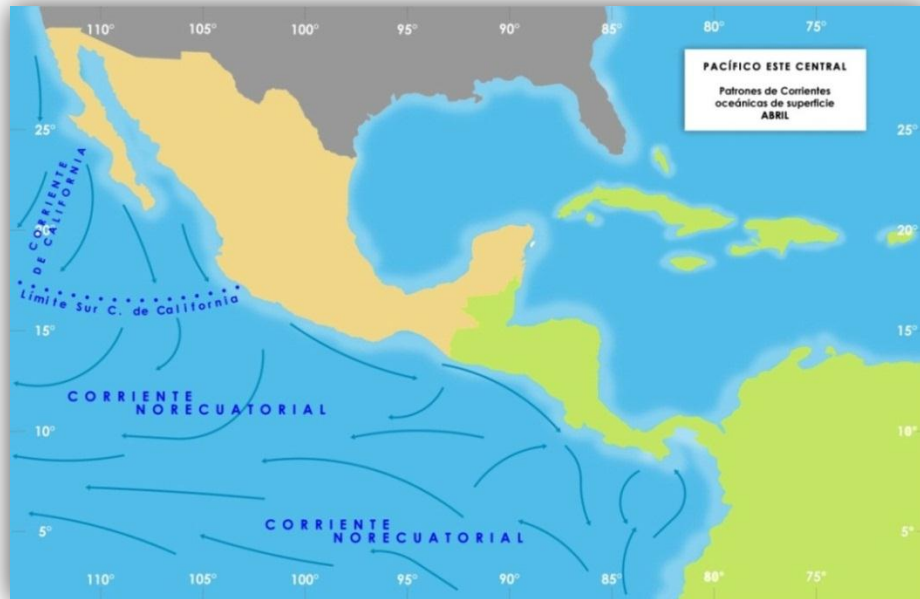 110°
105°
100°
95°
90°
85°
80°
75°
PACÍFICO ESTE CENTRAL
Patrones de Corrientes
oceánicas de superficie
ABRIL
25°
25°
CORRIENTE
DE CALIFORNIA
20°
20°
Límite Sur C. de California
15°
15°
CORRIENTE
NORECUATORIAL
10°
10°
CORRIENTE
NORECUATORIAL
5°
5°
110°
105°
100°
95°
90°
85°
80°
75°